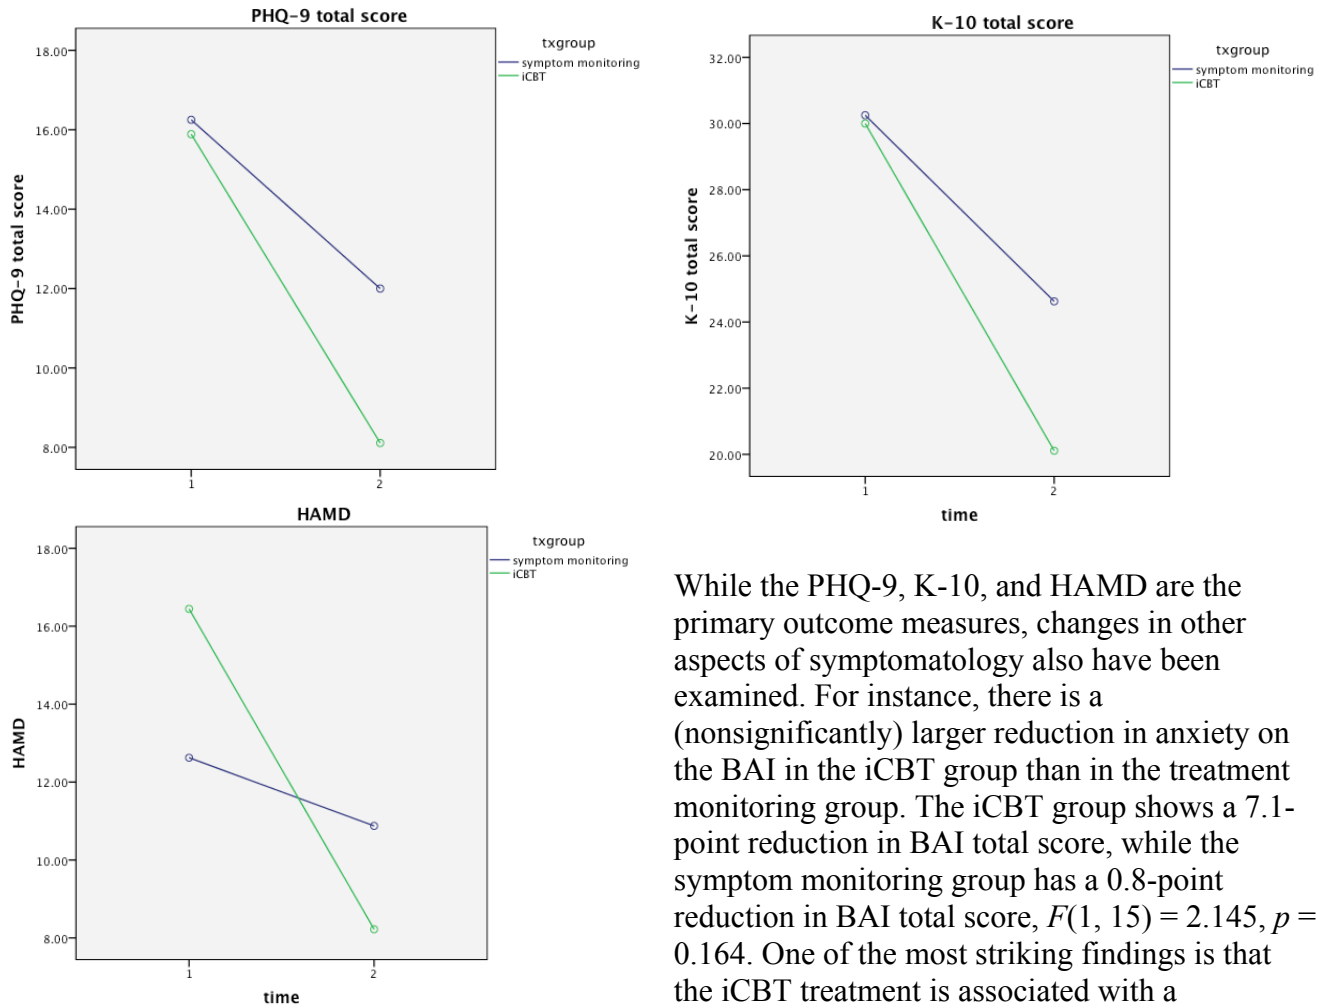 PHQ-9 total score
txgroup
symptom monitoring
iCBT
18.00
16.00
14.00
12.00
10.00
8.00
PHQ-9 total score
1
2
K-10 total score
txgroup
symptom monitoring
iCBT
32.00
30.00
28.00
26.00
24.00
22.00
20.00
K-10 total score
1
2
time
HAMD
txgroup
symptom monitoring
iCBT
18.00
16.00
14.00
12.00
10.00
8.00
HAMD
1
2
time
While the PHQ-9, K-10, and HAMD are the
primary outcome measures, changes in other
aspects of symptomatology also have been
examined. For instance, there is a
(nonsignificantly) larger reduction in anxiety on
the BAI in the iCBT group than in the treatment
monitoring group. The iCBT group shows a 7.1-
point reduction in BAI total score, while the
symptom monitoring group has a 0.8-point
reduction in BAI total score, F(1, 15) = 2.145, p =
0.164. One of the most striking findings is that
the iCBT treatment is associated with a